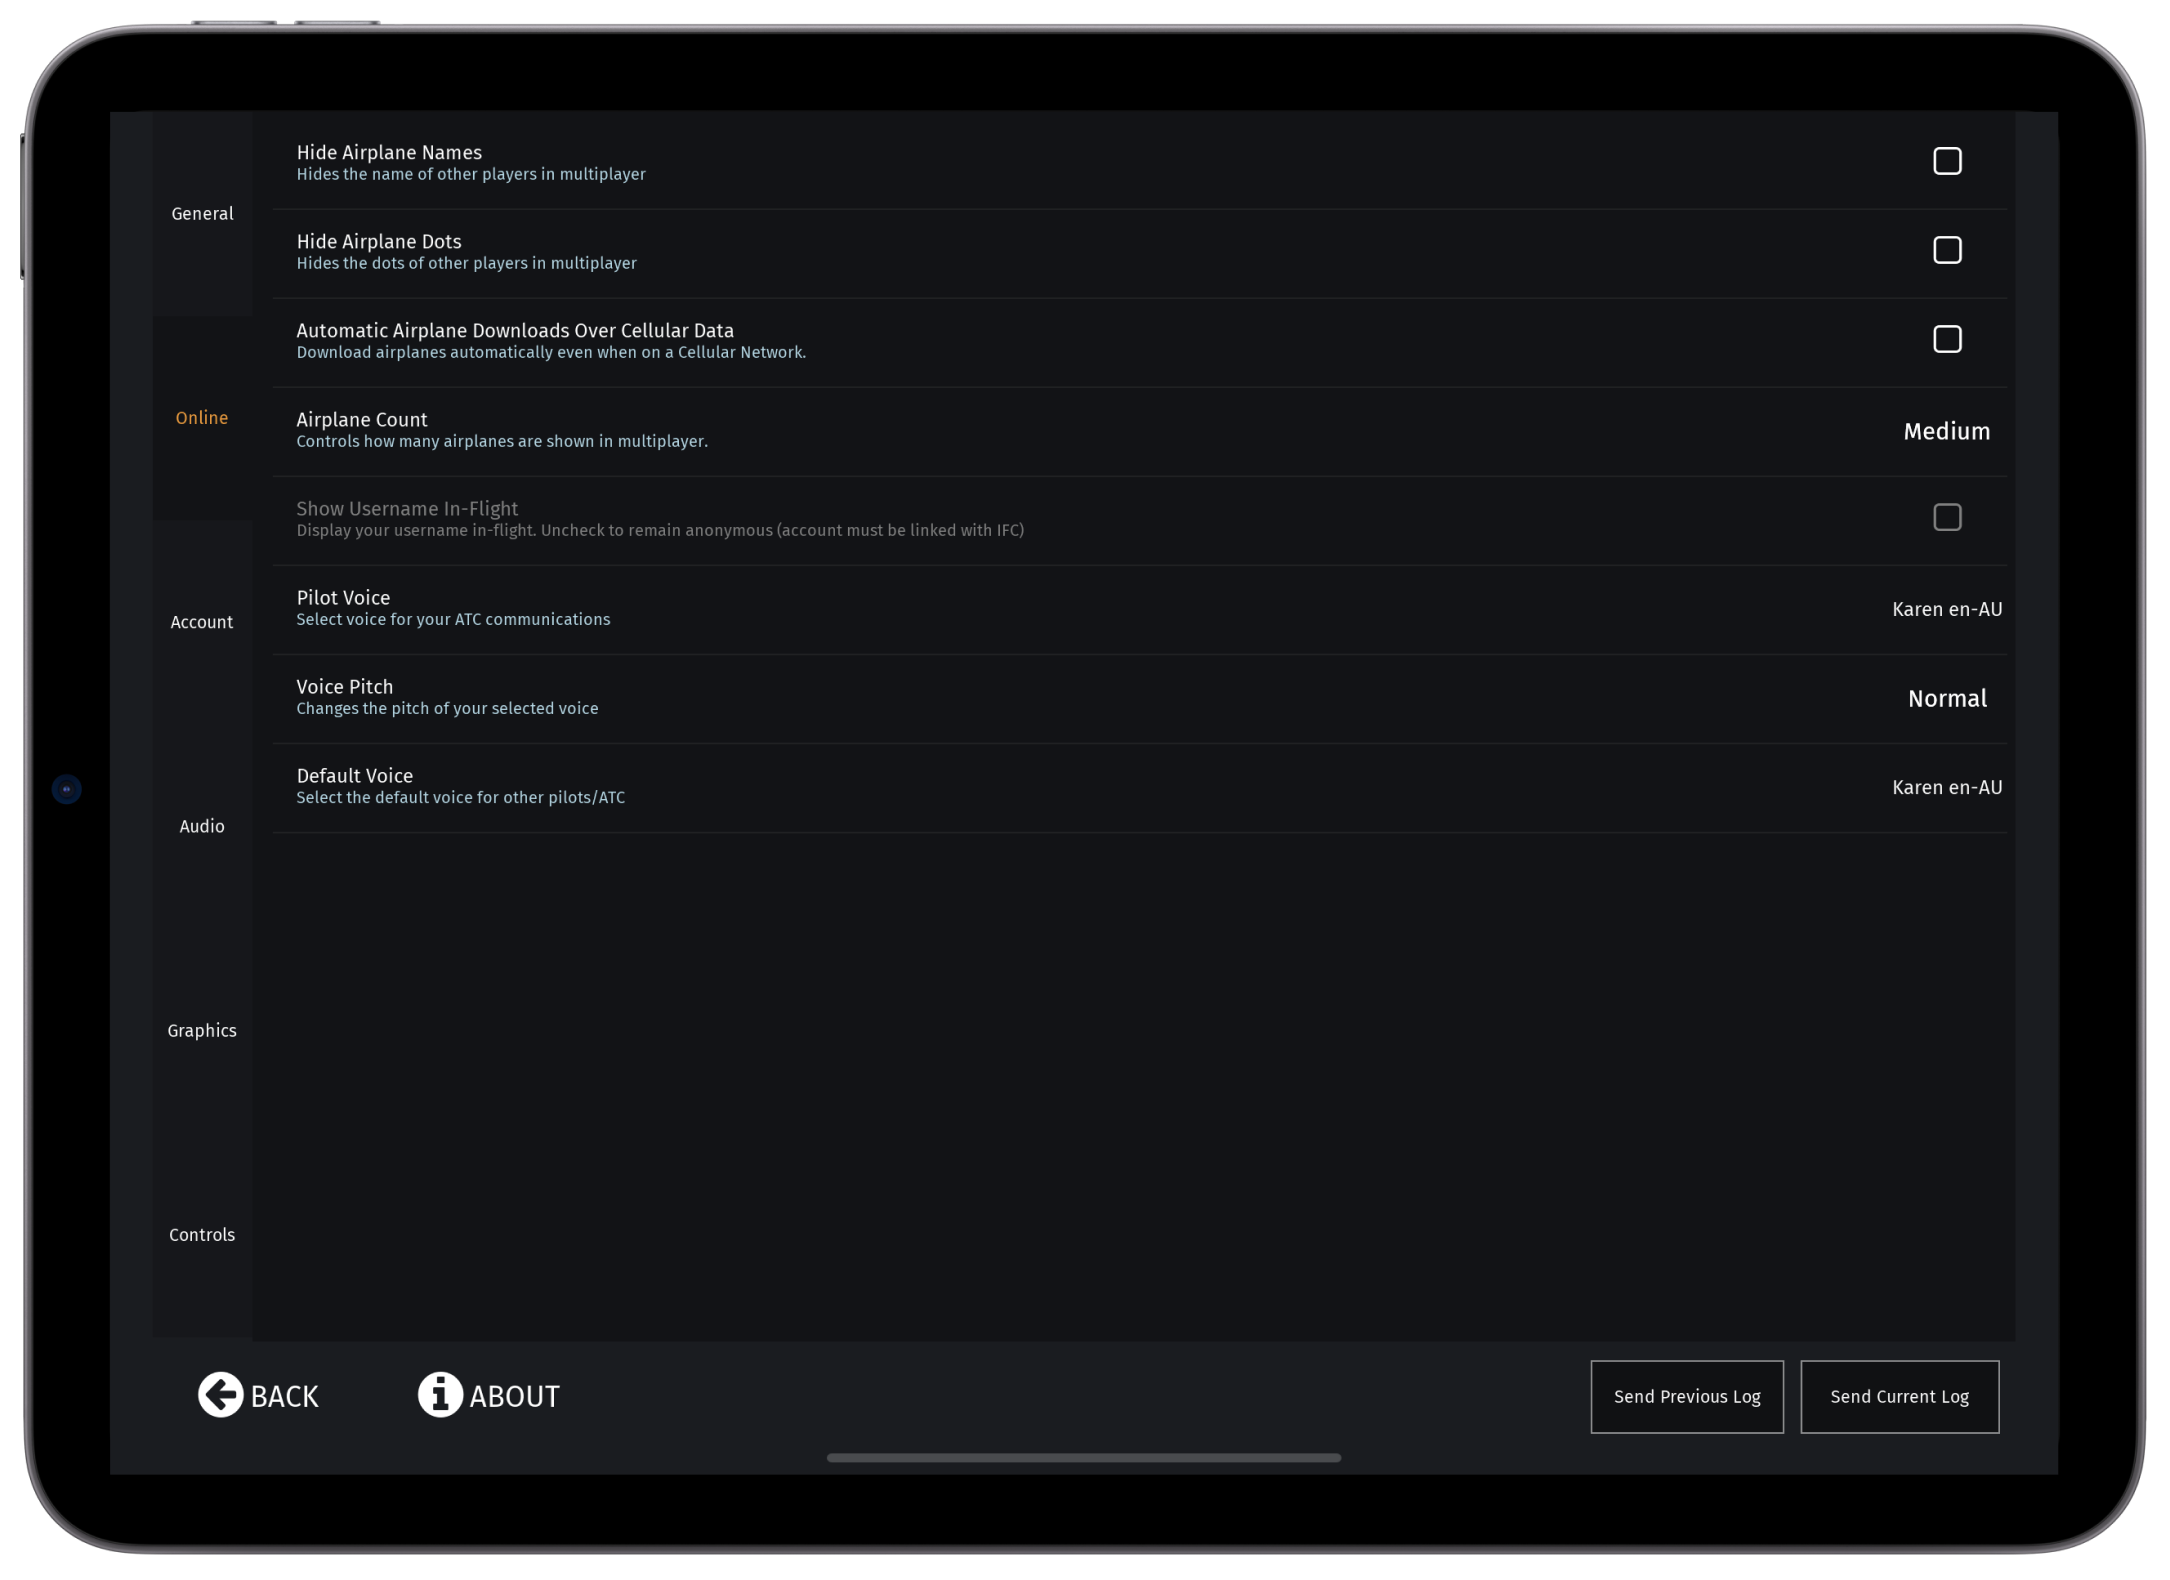 General
Online
Account
Audio
Graphics
Controls
Hide Airplane Names
Hides the name of other players in multiplayer
Hide Airplane Dots
Hides the dots of other players in multiplayer
Automatic Airplane Downloads Over Cellular Data
Download airplanes automatically even when on a Cellular Network.
Airplane Count
Controls how many airplanes are shown in multiplayer.
Medium
Show Username In-Flight
Display your username in-flight. Uncheck to remain anonymous (account must be linked with IFC)
Pilot Voice
Select voice for your ATC communications
Karen en-AU
Voice Pitch
Changes the pitch of your selected voice
Normal
Default Voice
Select the default voice for other pilots/ATC
Karen en-AU
BACK
ABOUT
Send Previous Log
Send Current Log